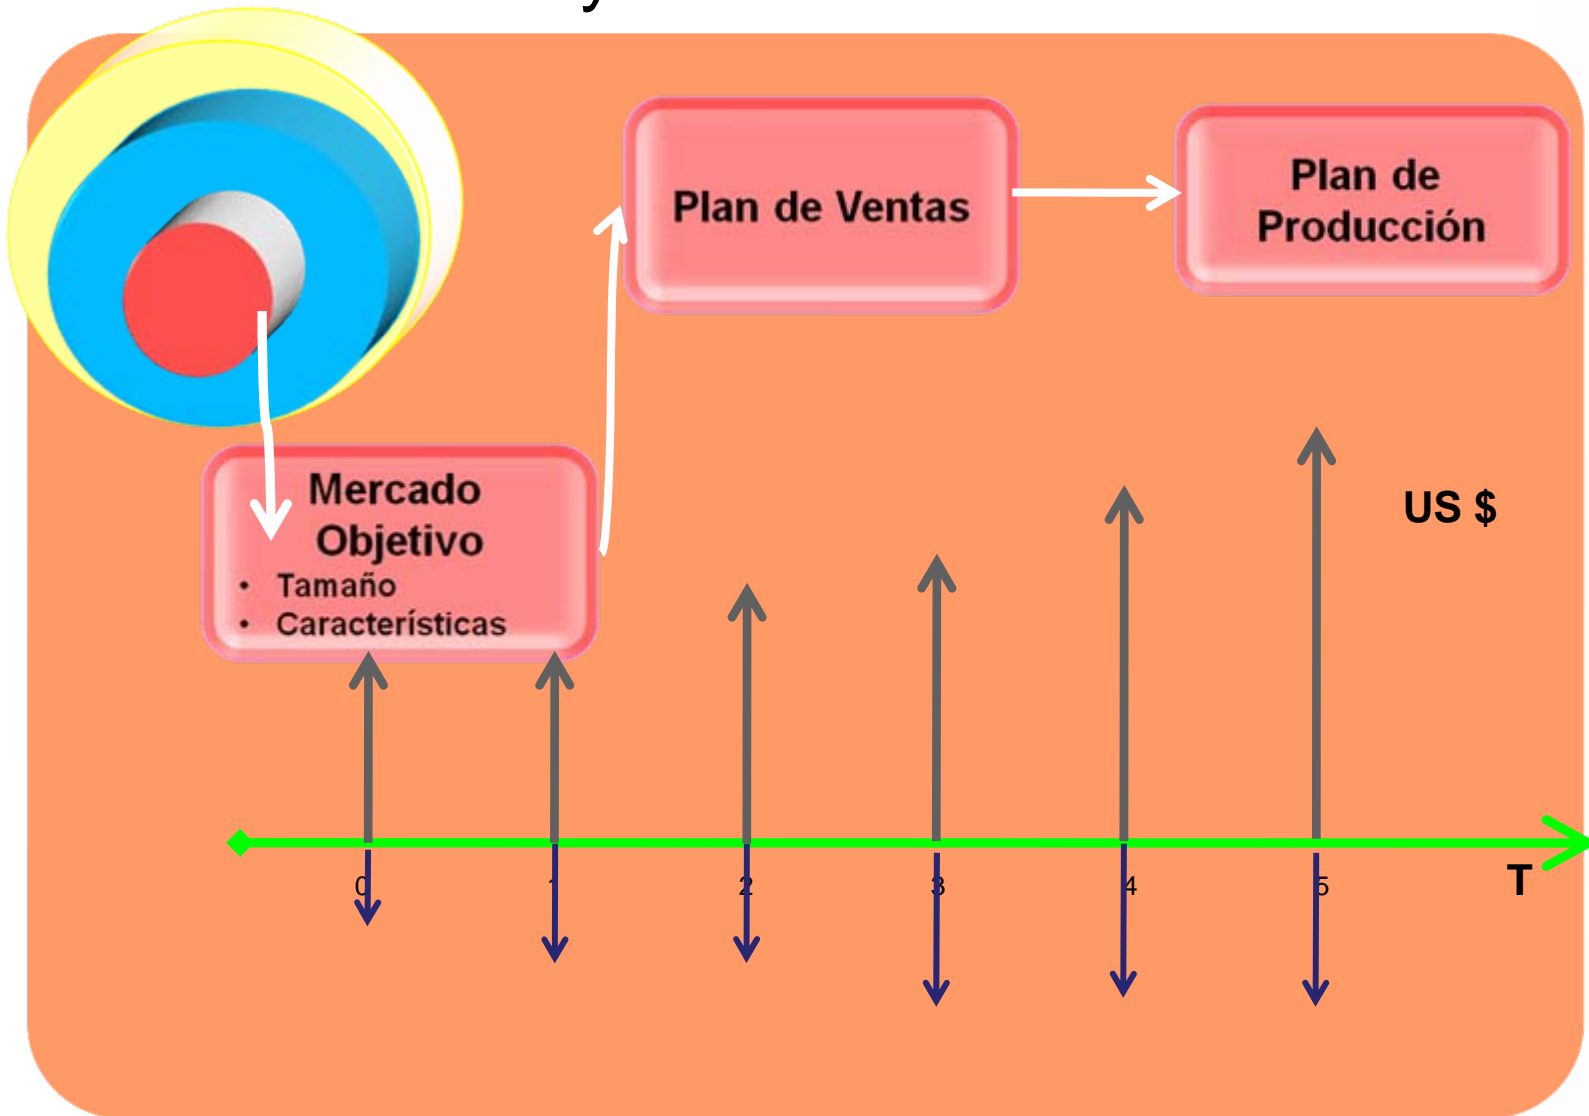 y
Plan de Ventas
Plan de
Producción
Mercado
Objetivo
• Tamaño
• Características
US $
0 1 2 3 4 5
T